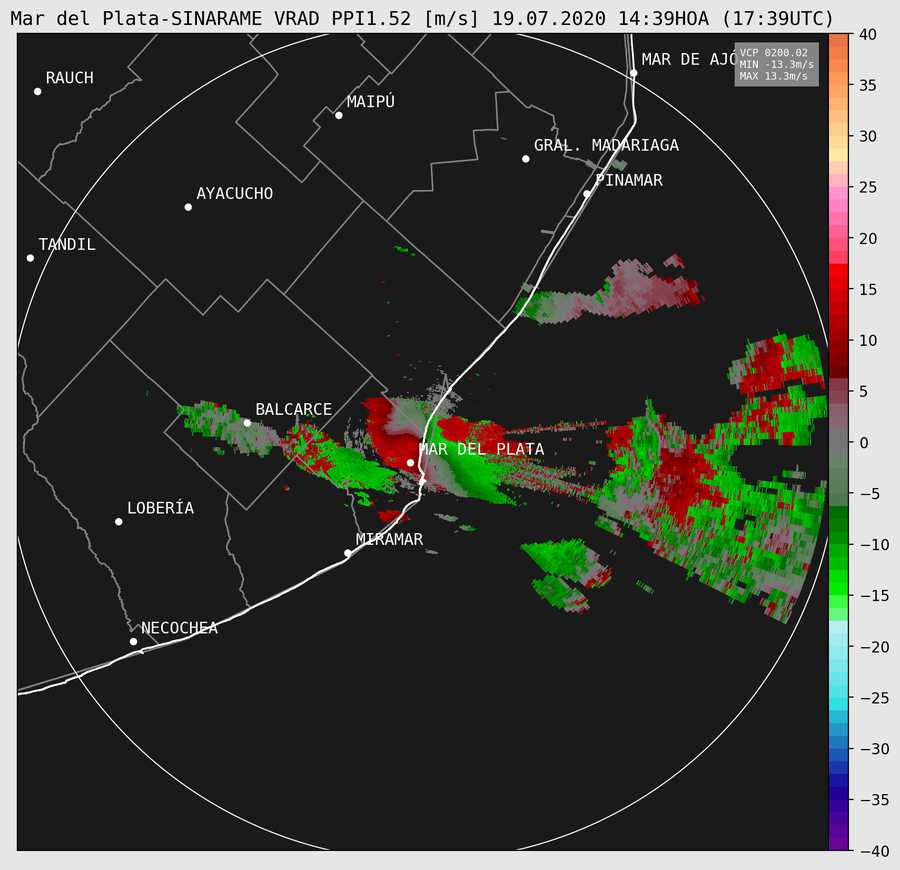 Mar del Plata-SINARAME VRAD PPI1.52 [m/s] 19.07.2020 14:39HOA (17:39UTC)
VCP 0200.02
MIN -13.3m/s
MAX 13.3m/s
MAR DE AJÓ
RAUCH
MAIPÚ
GRAL. MADARIAGA
PINAMAR
AYACUCHO
TANDIL
BALCARCE
MAR DEL PLATA
LOBERÍA
MIRAMAR
NECOCHEA
40
35
30
25
20
15
10
5
0
−5
−10
−15
−20
−25
−30
−35
−40